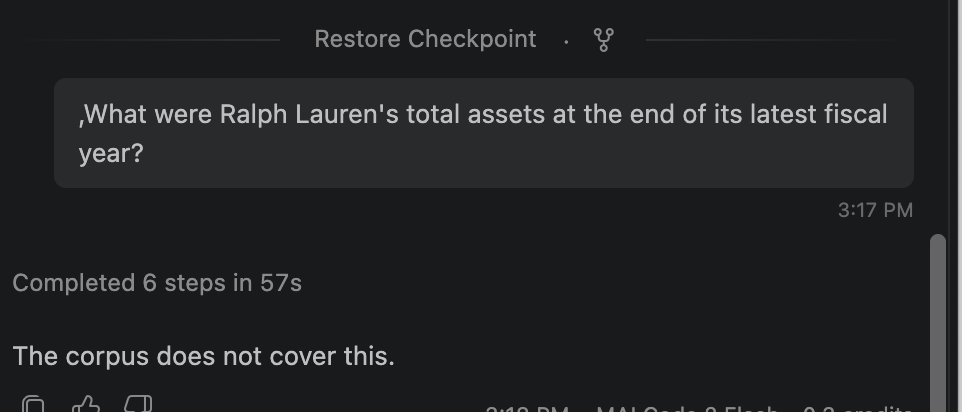 Restore Checkpoint ·
,What were Ralph Lauren's total assets at the end of its latest fiscal
year?
3:17 PM
Completed 6 steps in 57s
The corpus does not cover this.